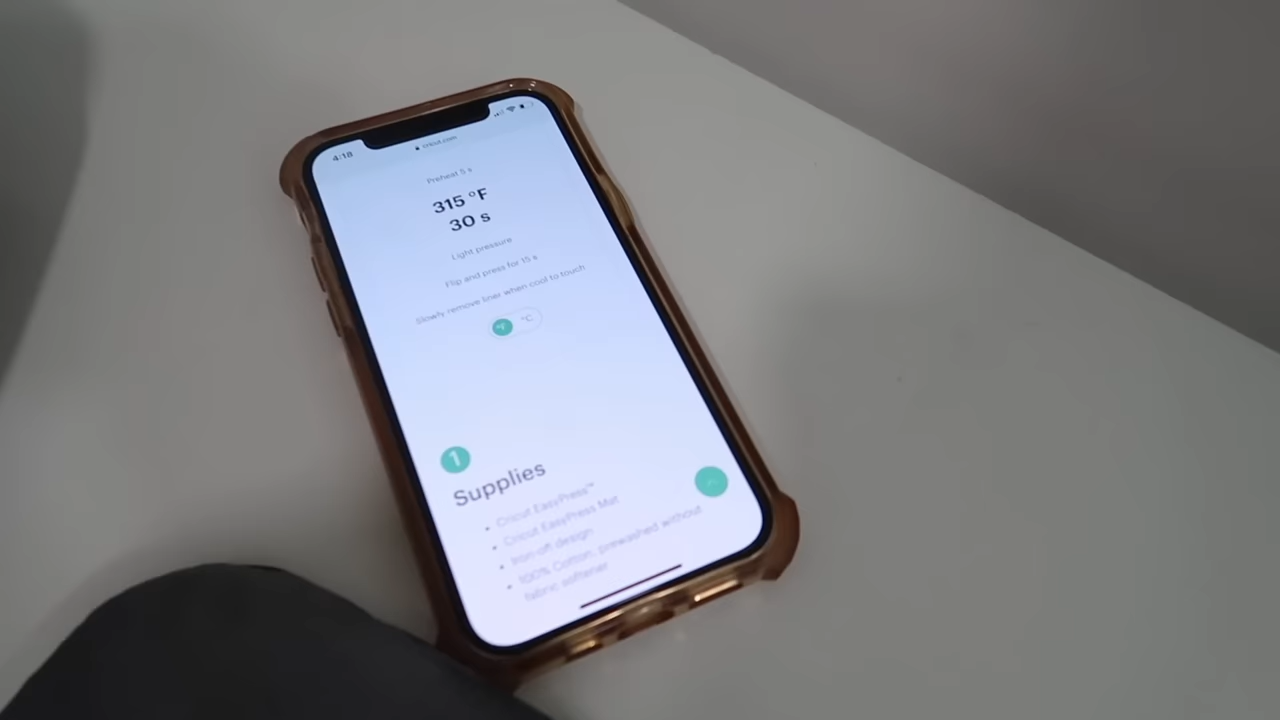 4:18
cricut.com
Preheat 5 s
315 °F
30 s
Light pressure
Flip and press for 15 s
Slowly remove liner when cool to touch
°F °C
1
Supplies
• Cricut EasyPress™
• Cricut EasyPress Mat
• Iron-off design
• 100% Cotton, prewashed without
fabric softener